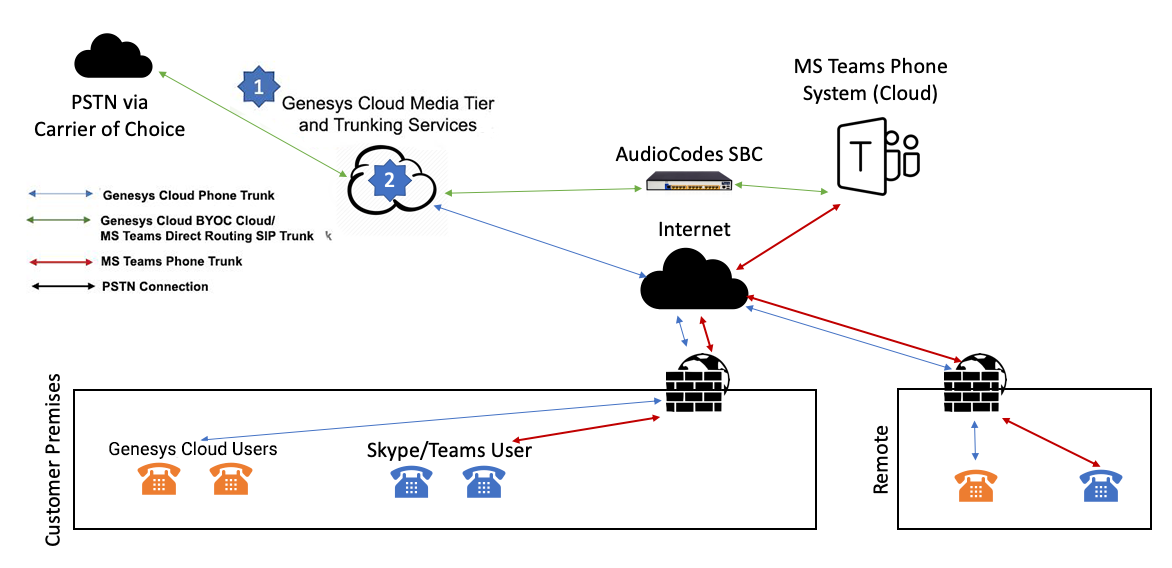 PSTN via
Carrier of Choice
1
Genesys Cloud Media Tier
and Trunking Services
2
AudioCodes SBC
MS Teams Phone
System (Cloud)
T
Internet
Genesys Cloud Phone Trunk
Genesys Cloud BYOC Cloud/
MS Teams Direct Routing SIP Trunk k
MS Teams Phone Trunk
PSTN Connection
Customer Premises
Genesys Cloud Users
Skype/Teams User
Remote